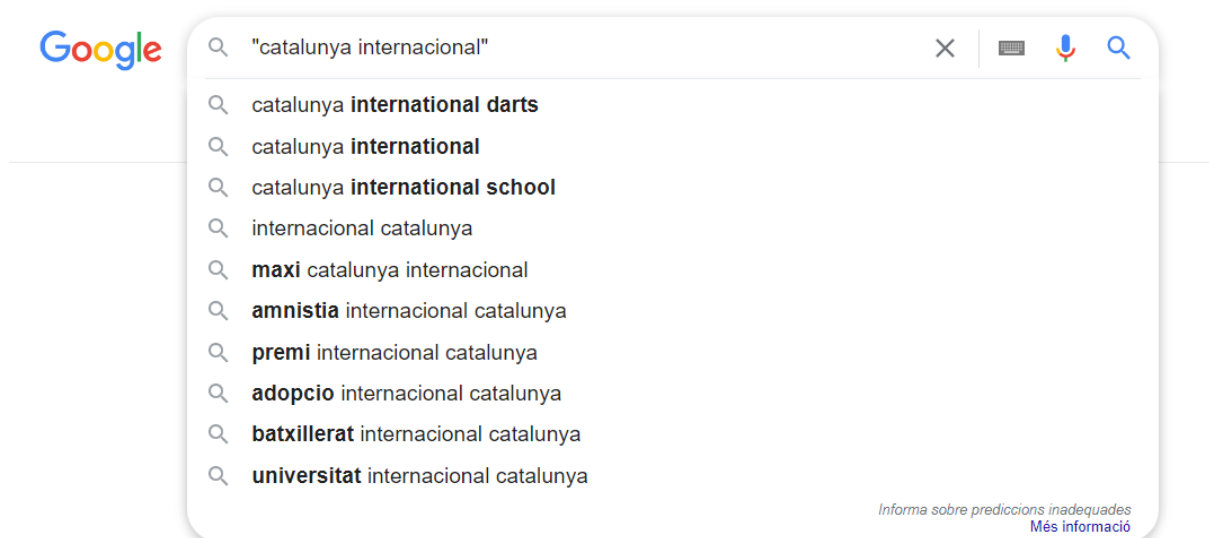 Google
"catalunya internacional"
catalunya international darts
catalunya international
catalunya international school
internacional catalunya
maxi catalunya internacional
amnistia internacional catalunya
premi internacional catalunya
adopcio internacional catalunya
batxillerat internacional catalunya
universitat internacional catalunya
Informa sobre prediccions inadequades
Més informació